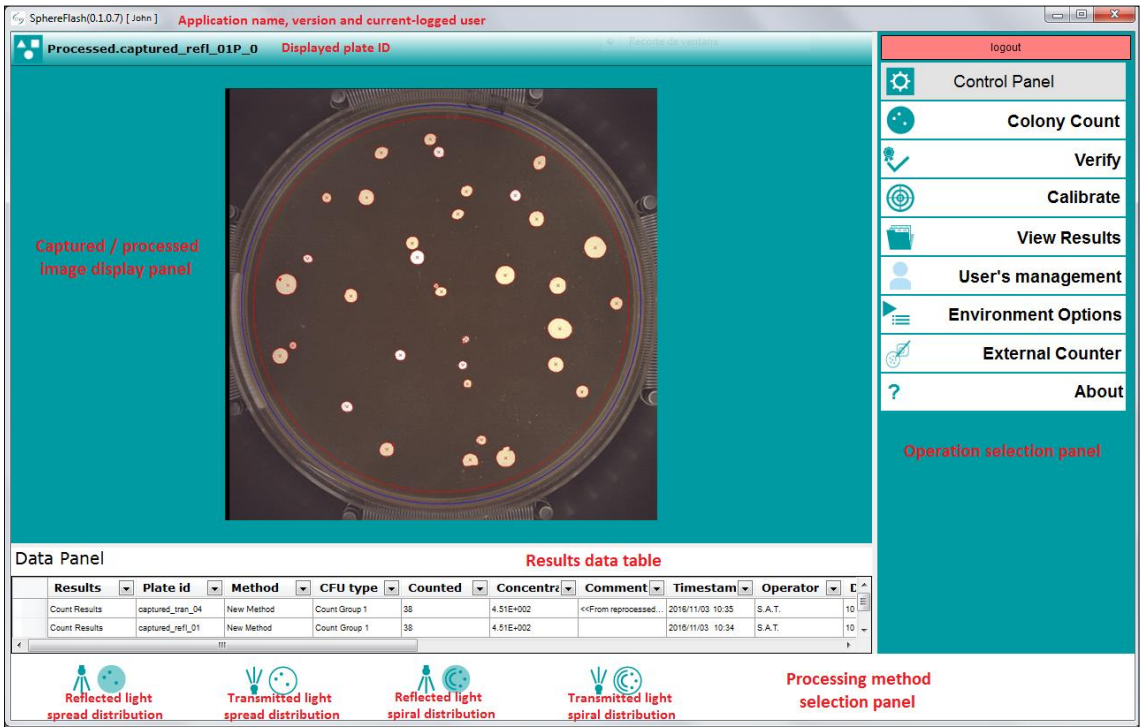 SphereFlash(0.1.0.7) [ John ]
Application name, version and current-logged user
Processed.captured_refl_01P_0
Displayed plate ID
Recorte de ventana
Captured / processed
image display panel
logout
Control Panel
Colony Count
Verify
Calibrate
View Results
User's management
Environment Options
External Counter
? About
Operation selection panel
Data Panel
Results data table
Results Plate id Method CFU type Counted Concentra Comment Timestam Operator D
Count Results captured_tran_04 New Method Count Group 1 38 4.51E+002 <<From reprocessed... 2016/11/03 10:35 S.A.T. 10
Count Results captured_refl_01 New Method Count Group 1 38 4.51E+002 2016/11/03 10:34 S.A.T. 10
Reflected light
spread distribution
Transmitted light
spread distribution
Reflected light
spiral distribution
Transmitted light
spiral distribution
Processing method
selection panel